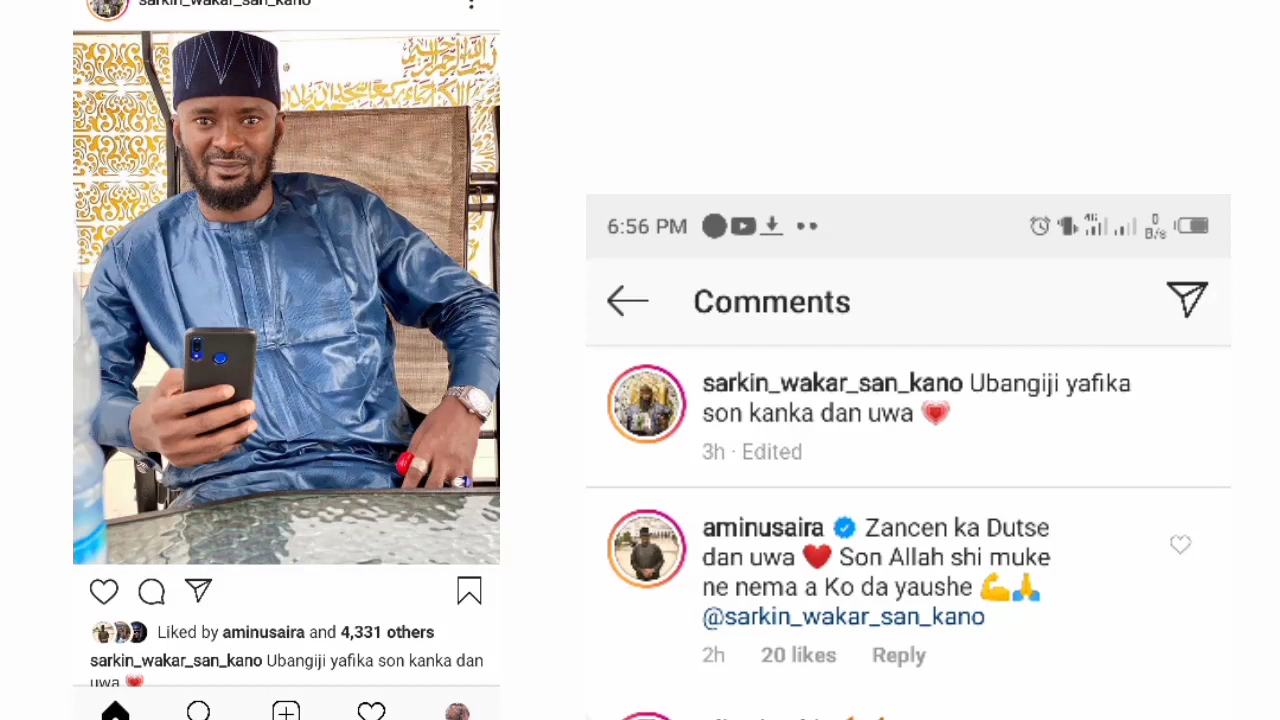 sarkin_wakar_san_kano
Liked by aminusaira and 4,331 others
sarkin_wakar_san_kano Ubangiji yafika son kanka dan
uwa 💗
6:56 PM
4G
0
B/s
Comments
sarkin_wakar_san_kano Ubangiji yafika
son kanka dan uwa 💗
3h · Edited
aminusaira Zancen ka Dutse
dan uwa ❤️ Son Allah shi muke
ne nema a Ko da yaushe 💪🙏
@sarkin_wakar_san_kano
2h 20 likes Reply